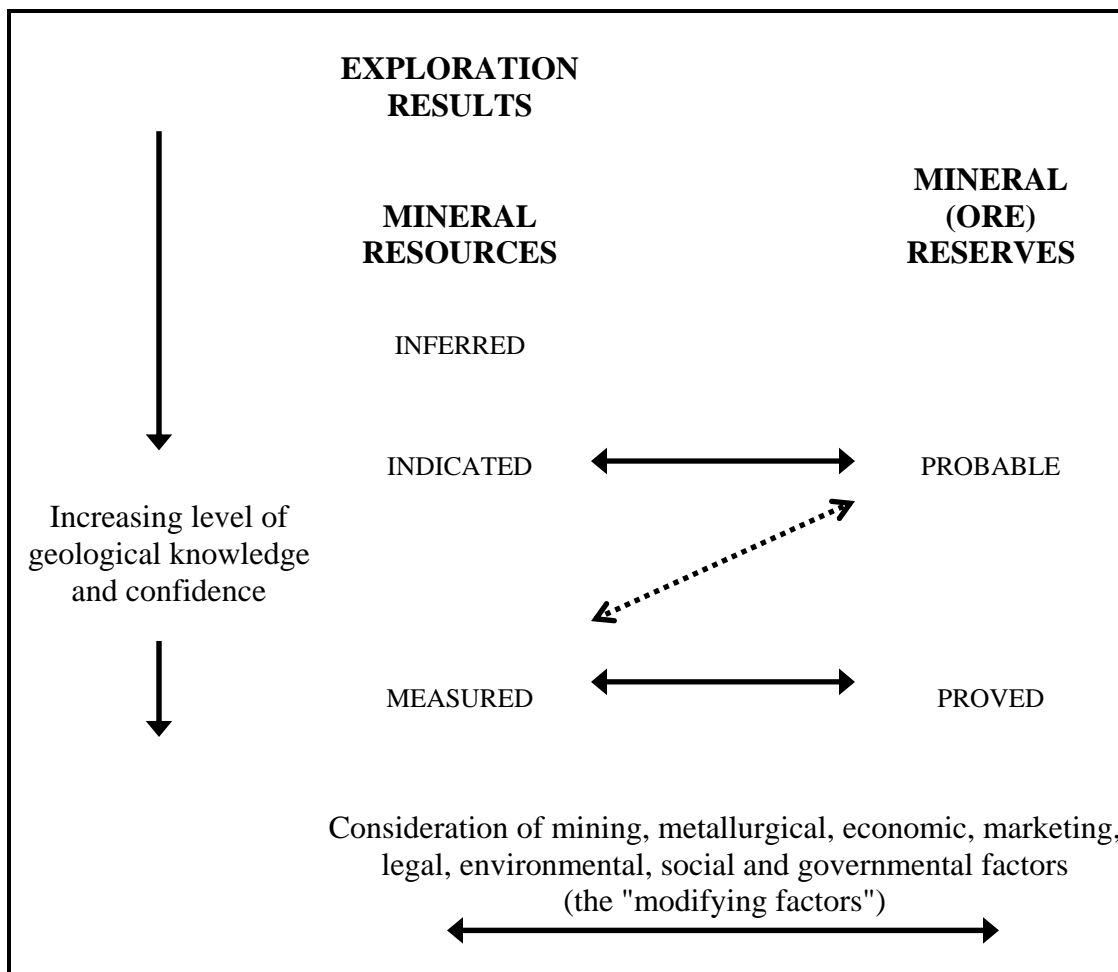 EXPLORATION
RESULTS
MINERAL
RESOURCES
MINERAL
(ORE)
RESERVES
INFERRED
INDICATED
PROBABLE
Increasing level of
geological knowledge
and confidence
MEASURED
PROVED
Consideration of mining, metallurgical, economic, marketing,
legal, environmental, social and governmental factors
(the "modifying factors")